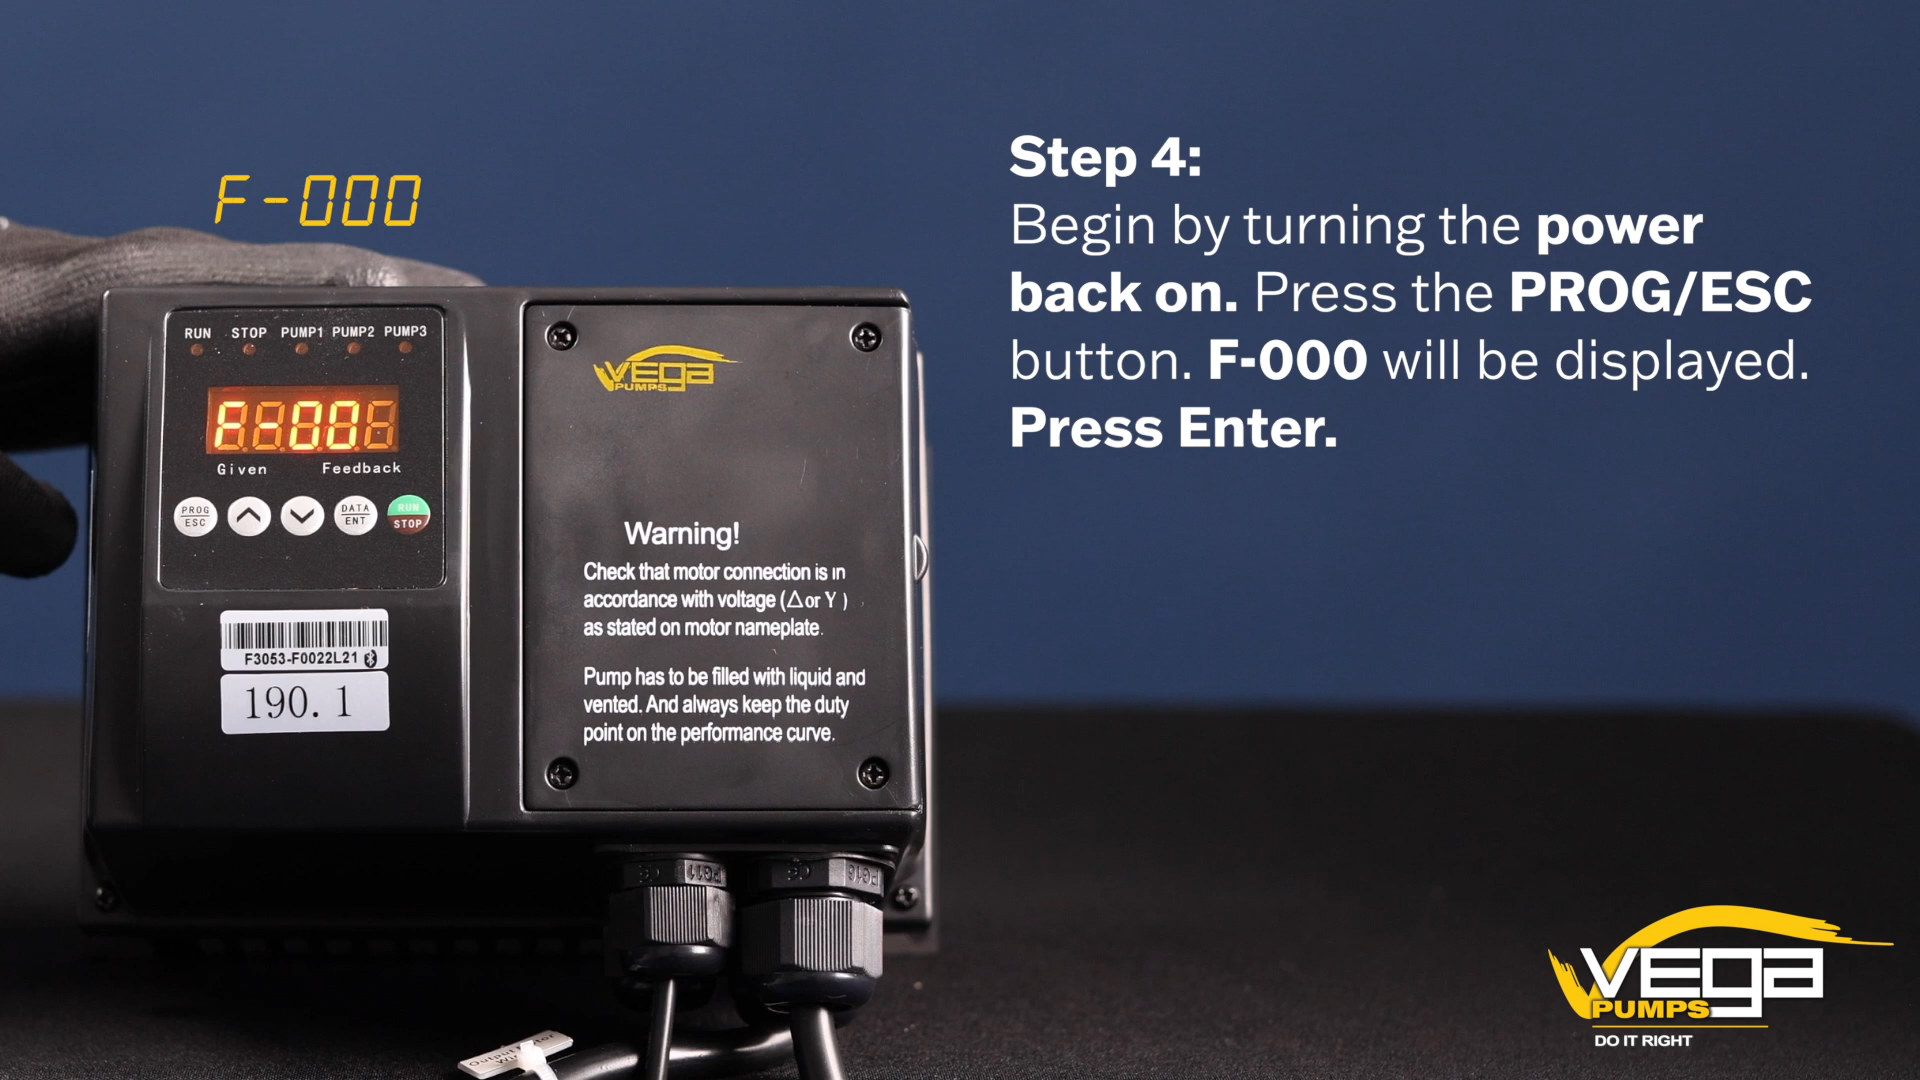 F-000
Step 4:
Begin by turning the power
back on. Press the PROG/ESC
button. F-000 will be displayed.
Press Enter.
RUN STOP PUMP1 PUMP2 PUMP3
Given Feedback
PROG
ESC
DATA
ENT
RUN
STOP
F3053-F0022L21
190.1
VEGA
PUMPS
Warning!
Check that motor connection is in
accordance with voltage (△or Y )
as stated on motor nameplate.
Pump has to be filled with liquid and
vented. And always keep the duty
point on the performance curve.
PG11
PG16
vega
PUMPS
DO IT RIGHT